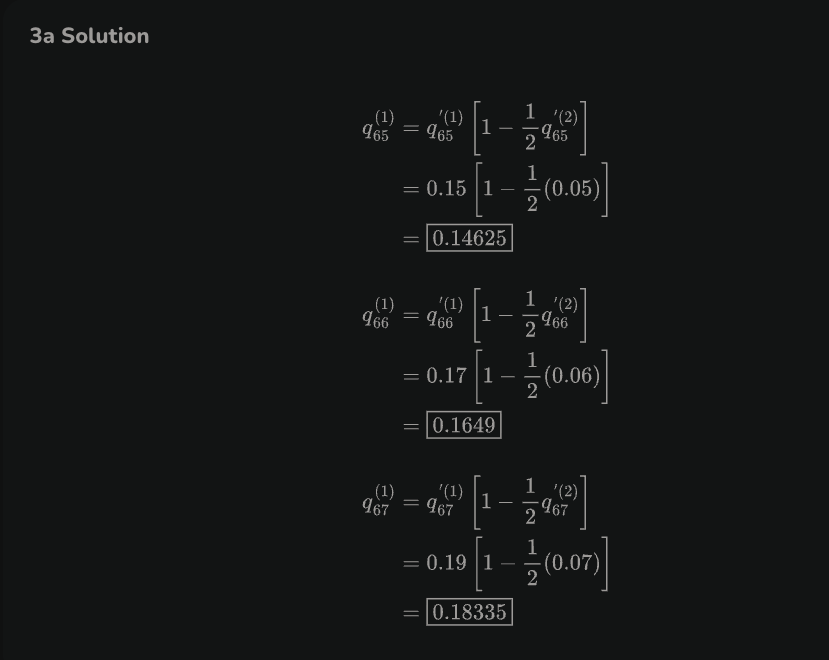 3a Solution
$q_{65}^{(1)} = q_{65}^{'(1)} \left[ 1 - \frac{1}{2} q_{65}^{'(2)} \right]$
$= 0.15 \left[ 1 - \frac{1}{2} (0.05) \right]$
$= \boxed{0.14625}$
$q_{66}^{(1)} = q_{66}^{'(1)} \left[ 1 - \frac{1}{2} q_{66}^{'(2)} \right]$
$= 0.17 \left[ 1 - \frac{1}{2} (0.06) \right]$
$= \boxed{0.1649}$
$q_{67}^{(1)} = q_{67}^{'(1)} \left[ 1 - \frac{1}{2} q_{67}^{'(2)} \right]$
$= 0.19 \left[ 1 - \frac{1}{2} (0.07) \right]$
$= \boxed{0.18335}$